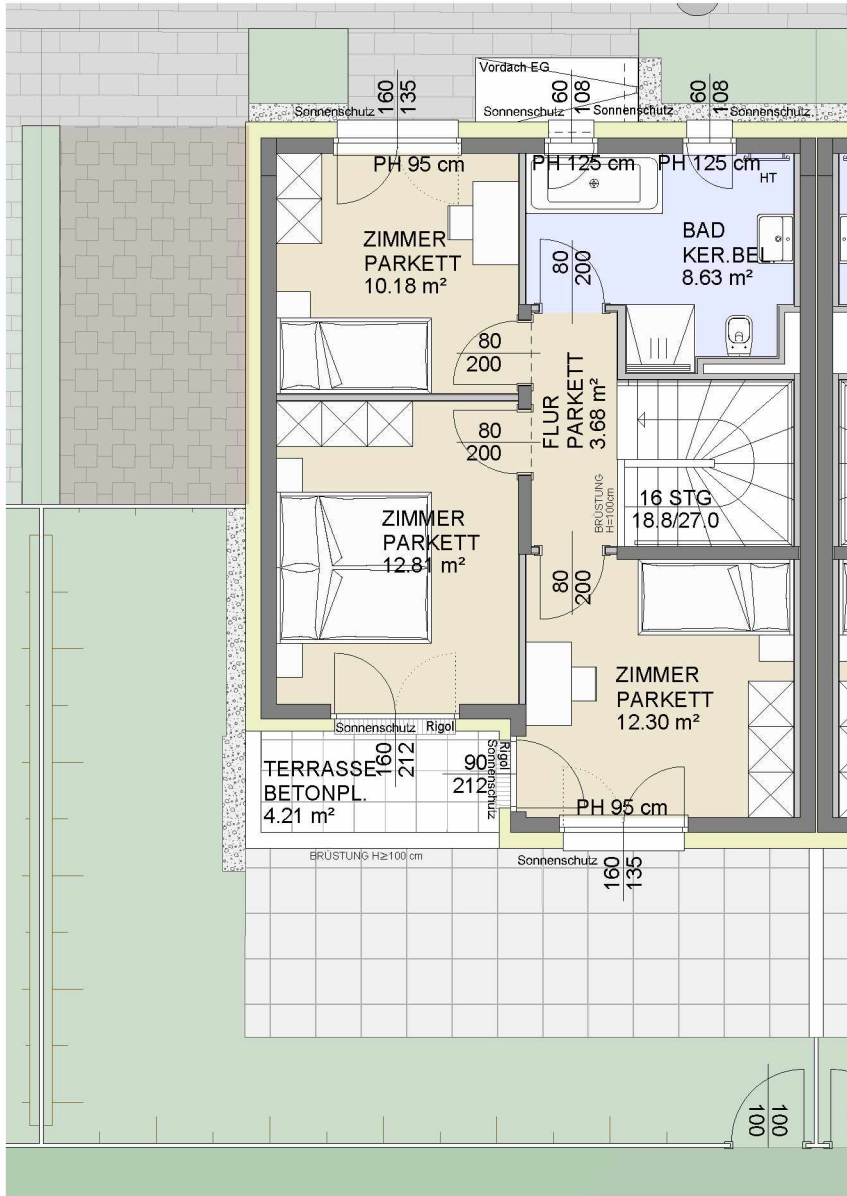 Vordach EG
160
135
60
108
60
108
Sonnenschutz
Sonnenschutz
Sonnenschutz
Sonnenschutz
PH 95 cm
PH 125 cm
PH 125 cm
HT
ZIMMER
PARKETT
10.18 m²
BAD
KER.BEL.
8.63 m²
80
200
80
200
FLUR
PARKETT
3.68 m²
80
200
BRÜSTUNG
H=100cm
16 STG
18.8/27.0
ZIMMER
PARKETT
12.81 m²
80
200
ZIMMER
PARKETT
12.30 m²
Sonnenschutz
Rigol
160
212
Rigol
Sonnenschutz
90
212
TERRASSE
BETONPL.
4.21 m²
PH 95 cm
BRÜSTUNG H≥100 cm
Sonnenschutz
160
135
100
100